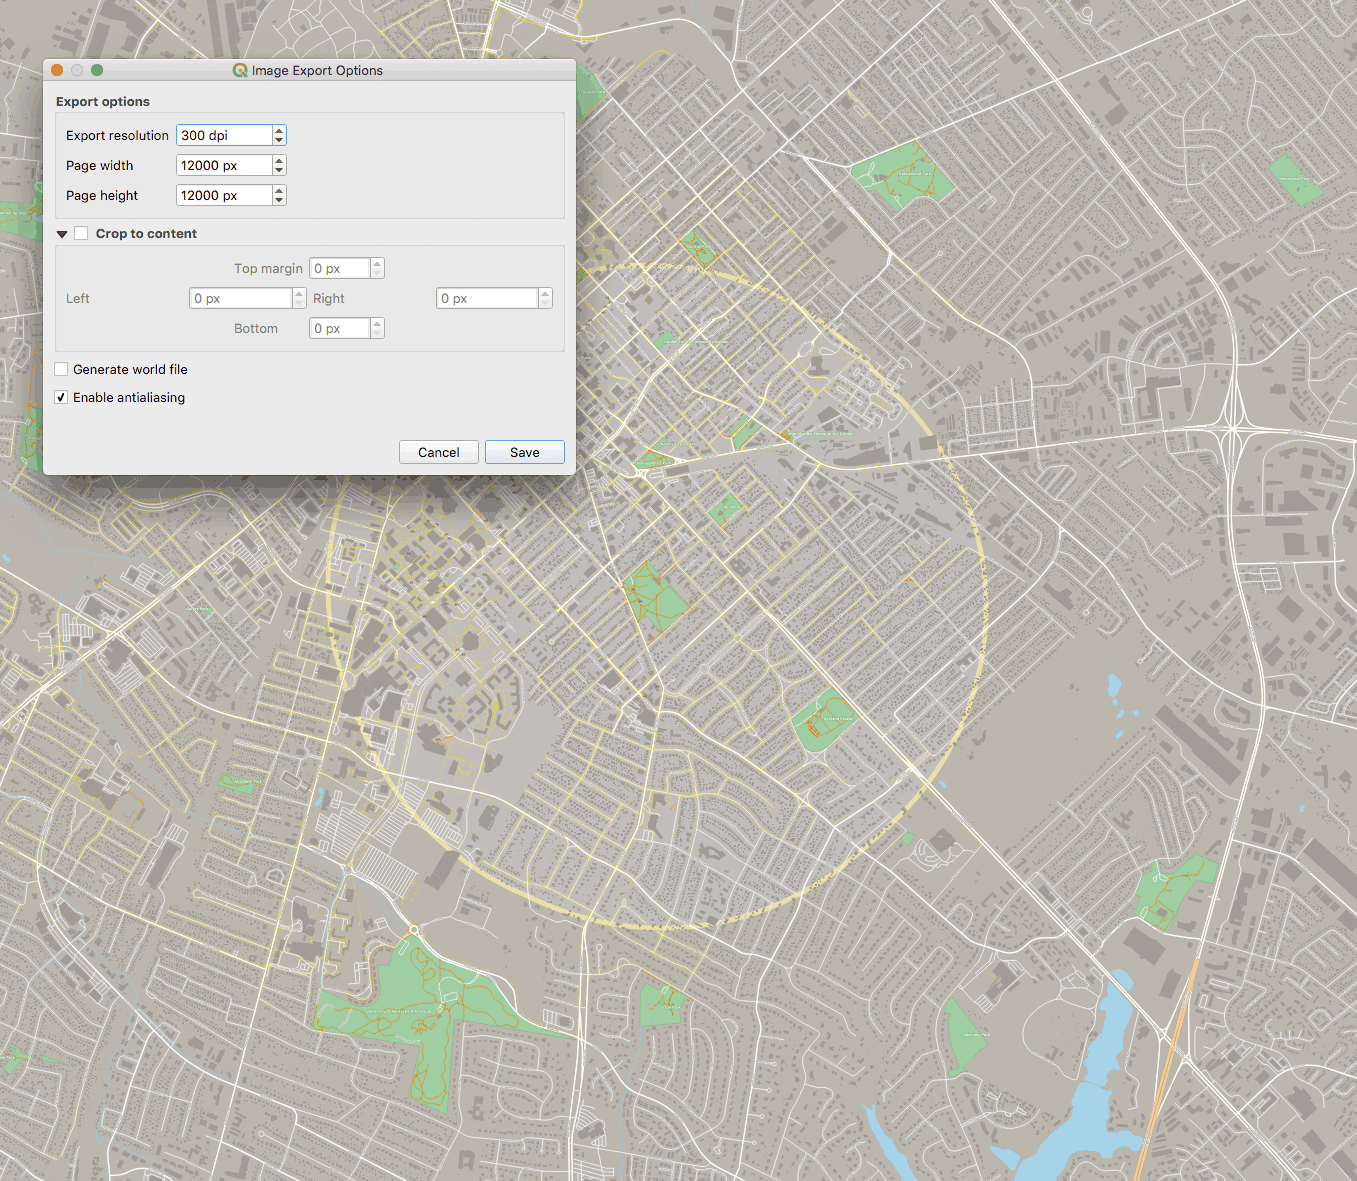 Image Export Options
Export options
Export resolution 300 dpi
Page width 12000 px
Page height 12000 px
Crop to content
Top margin 0 px
Left 0 px Right 0 px
Bottom 0 px
Generate world file
Enable antialiasing
Cancel Save